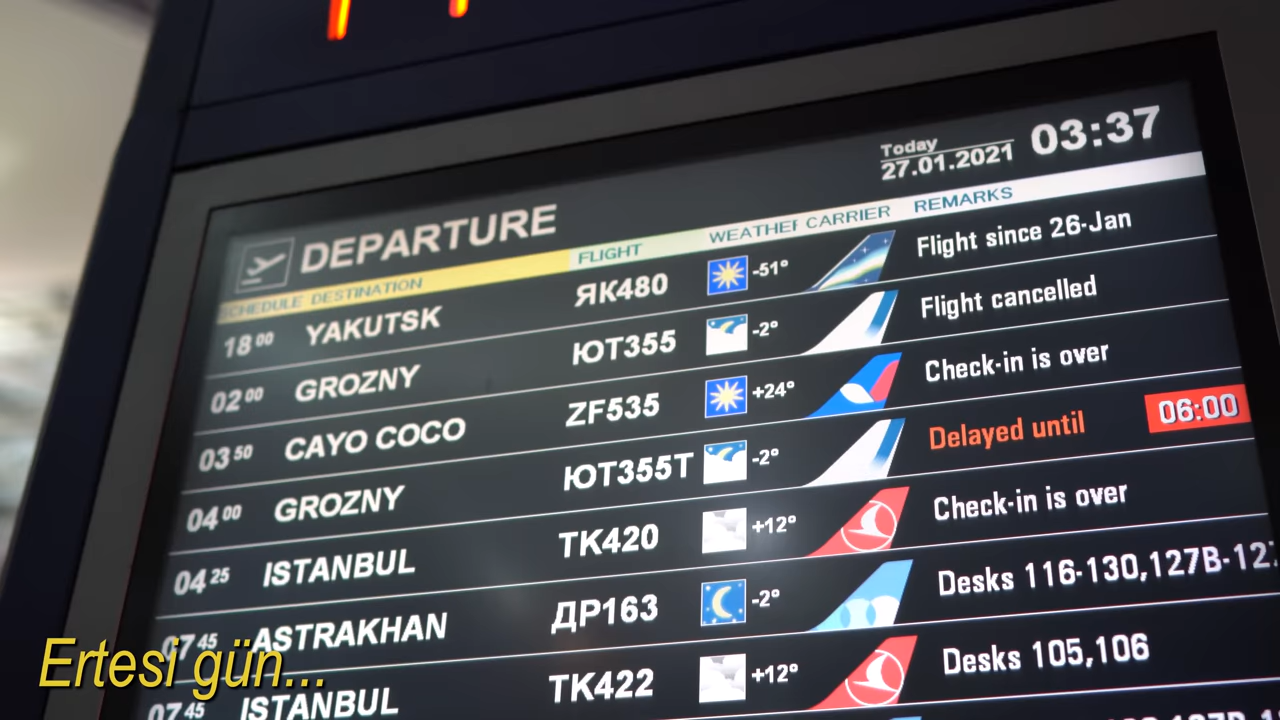 Today
27.01.2021 03:37
DEPARTURE
SCHEDULE DESTINATION FLIGHT WEATHER CARRIER REMARKS
18 00 YAKUTSK ЯК480 -51° Flight since 26-Jan
02 00 GROZNY ЮТ355 -2° Flight cancelled
03 50 CAYO COCO ZF535 +24° Check-in is over
04 00 GROZNY ЮТ355Т -2° Delayed until 06:00
04 25 ISTANBUL TK420 +12° Check-in is over
07 45 ASTRAKHAN ДР163 -2° Desks 116-130,127B-127
07 45 ISTANBUL TK422 +12° Desks 105,106
Ertesi gün...